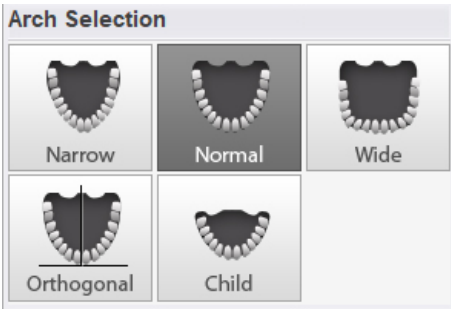 Arch Selection
Narrow
Normal
Wide
Orthogonal
Child